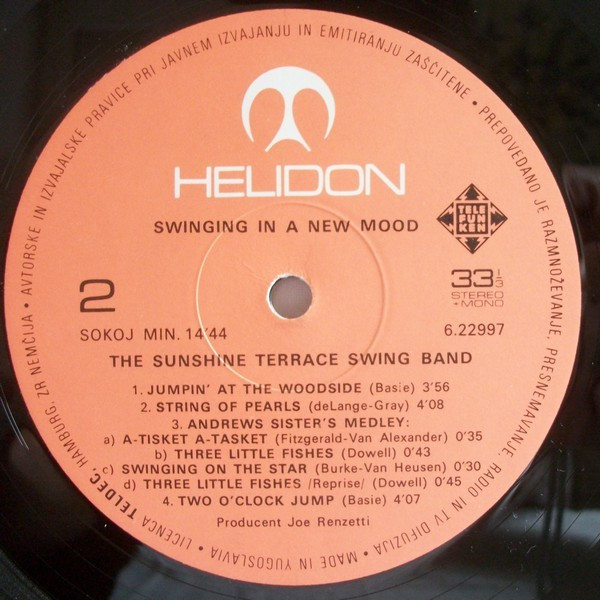 AVTORSKE IN IZVAJALSKE PRAVICE PRI JAVNEM IZVAJANJU IN EMITIRANJU ZAŠČITENE • PREPOVEDANO JE RAZMNOŽEVANJE, PRESNEMAVANJE, RADIO IN TV DIFUZIJA • MADE IN YUGOSLAVIA • LICENCA TELDEC, HAMBURG, ZR NEMČIJA •
HELIDON
SWINGING IN A NEW MOOD
TELE
FUN
KEN
2
33 1/3
STEREO
+MONO
SOKOJ MIN. 14'44
6.22997
THE SUNSHINE TERRACE SWING BAND
1. JUMPIN' AT THE WOODSIDE (Basie) 3'56
2. STRING OF PEARLS (deLange-Gray) 4'08
3. ANDREWS SISTER'S MEDLEY:
a) A-TISKET A-TASKET (Fitzgerald-Van Alexander) 0'35
b) THREE LITTLE FISHES (Dowell) 0'43
c) SWINGING ON THE STAR (Burke-Van Heusen) 0'30
d) THREE LITTLE FISHES /Reprise/ (Dowell) 0'45
4. TWO O'CLOCK JUMP (Basie) 4'07
Producent Joe Renzetti